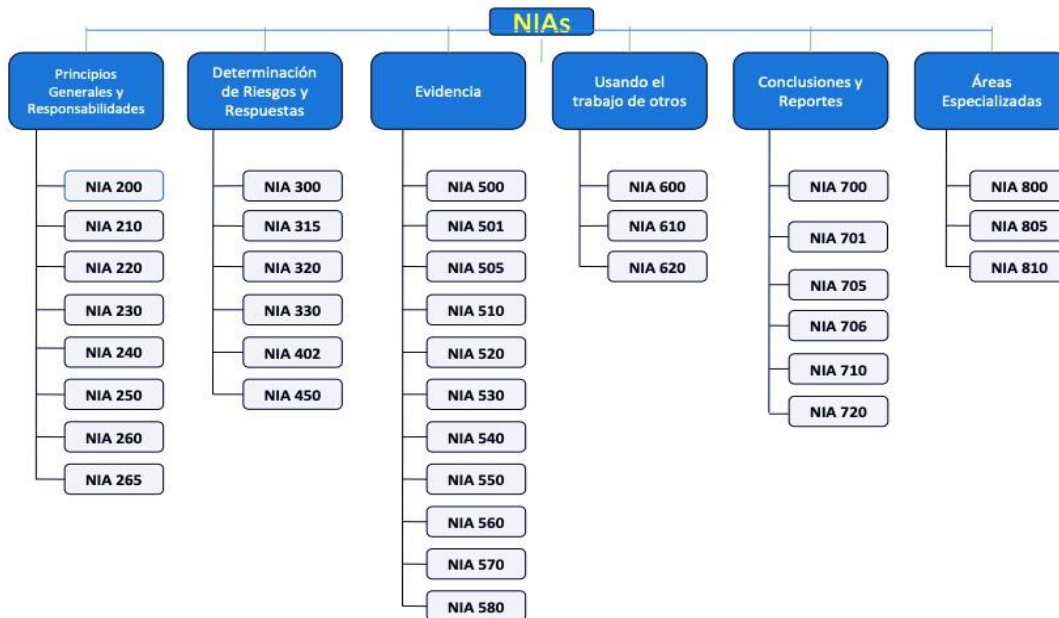 NIAs
Principios
Generales y
Responsabilidades
NIA 200
NIA 210
NIA 220
NIA 230
NIA 240
NIA 250
NIA 260
NIA 265
Determinación
de Riesgos y
Respuestas
NIA 300
NIA 315
NIA 320
NIA 330
NIA 402
NIA 450
Evidencia
NIA 500
NIA 501
NIA 505
NIA 510
NIA 520
NIA 530
NIA 540
NIA 550
NIA 560
NIA 570
NIA 580
Usando el
trabajo de otros
NIA 600
NIA 610
NIA 620
Conclusiones y
Reportes
NIA 700
NIA 701
NIA 705
NIA 706
NIA 710
NIA 720
Áreas
Especializadas
NIA 800
NIA 805
NIA 810